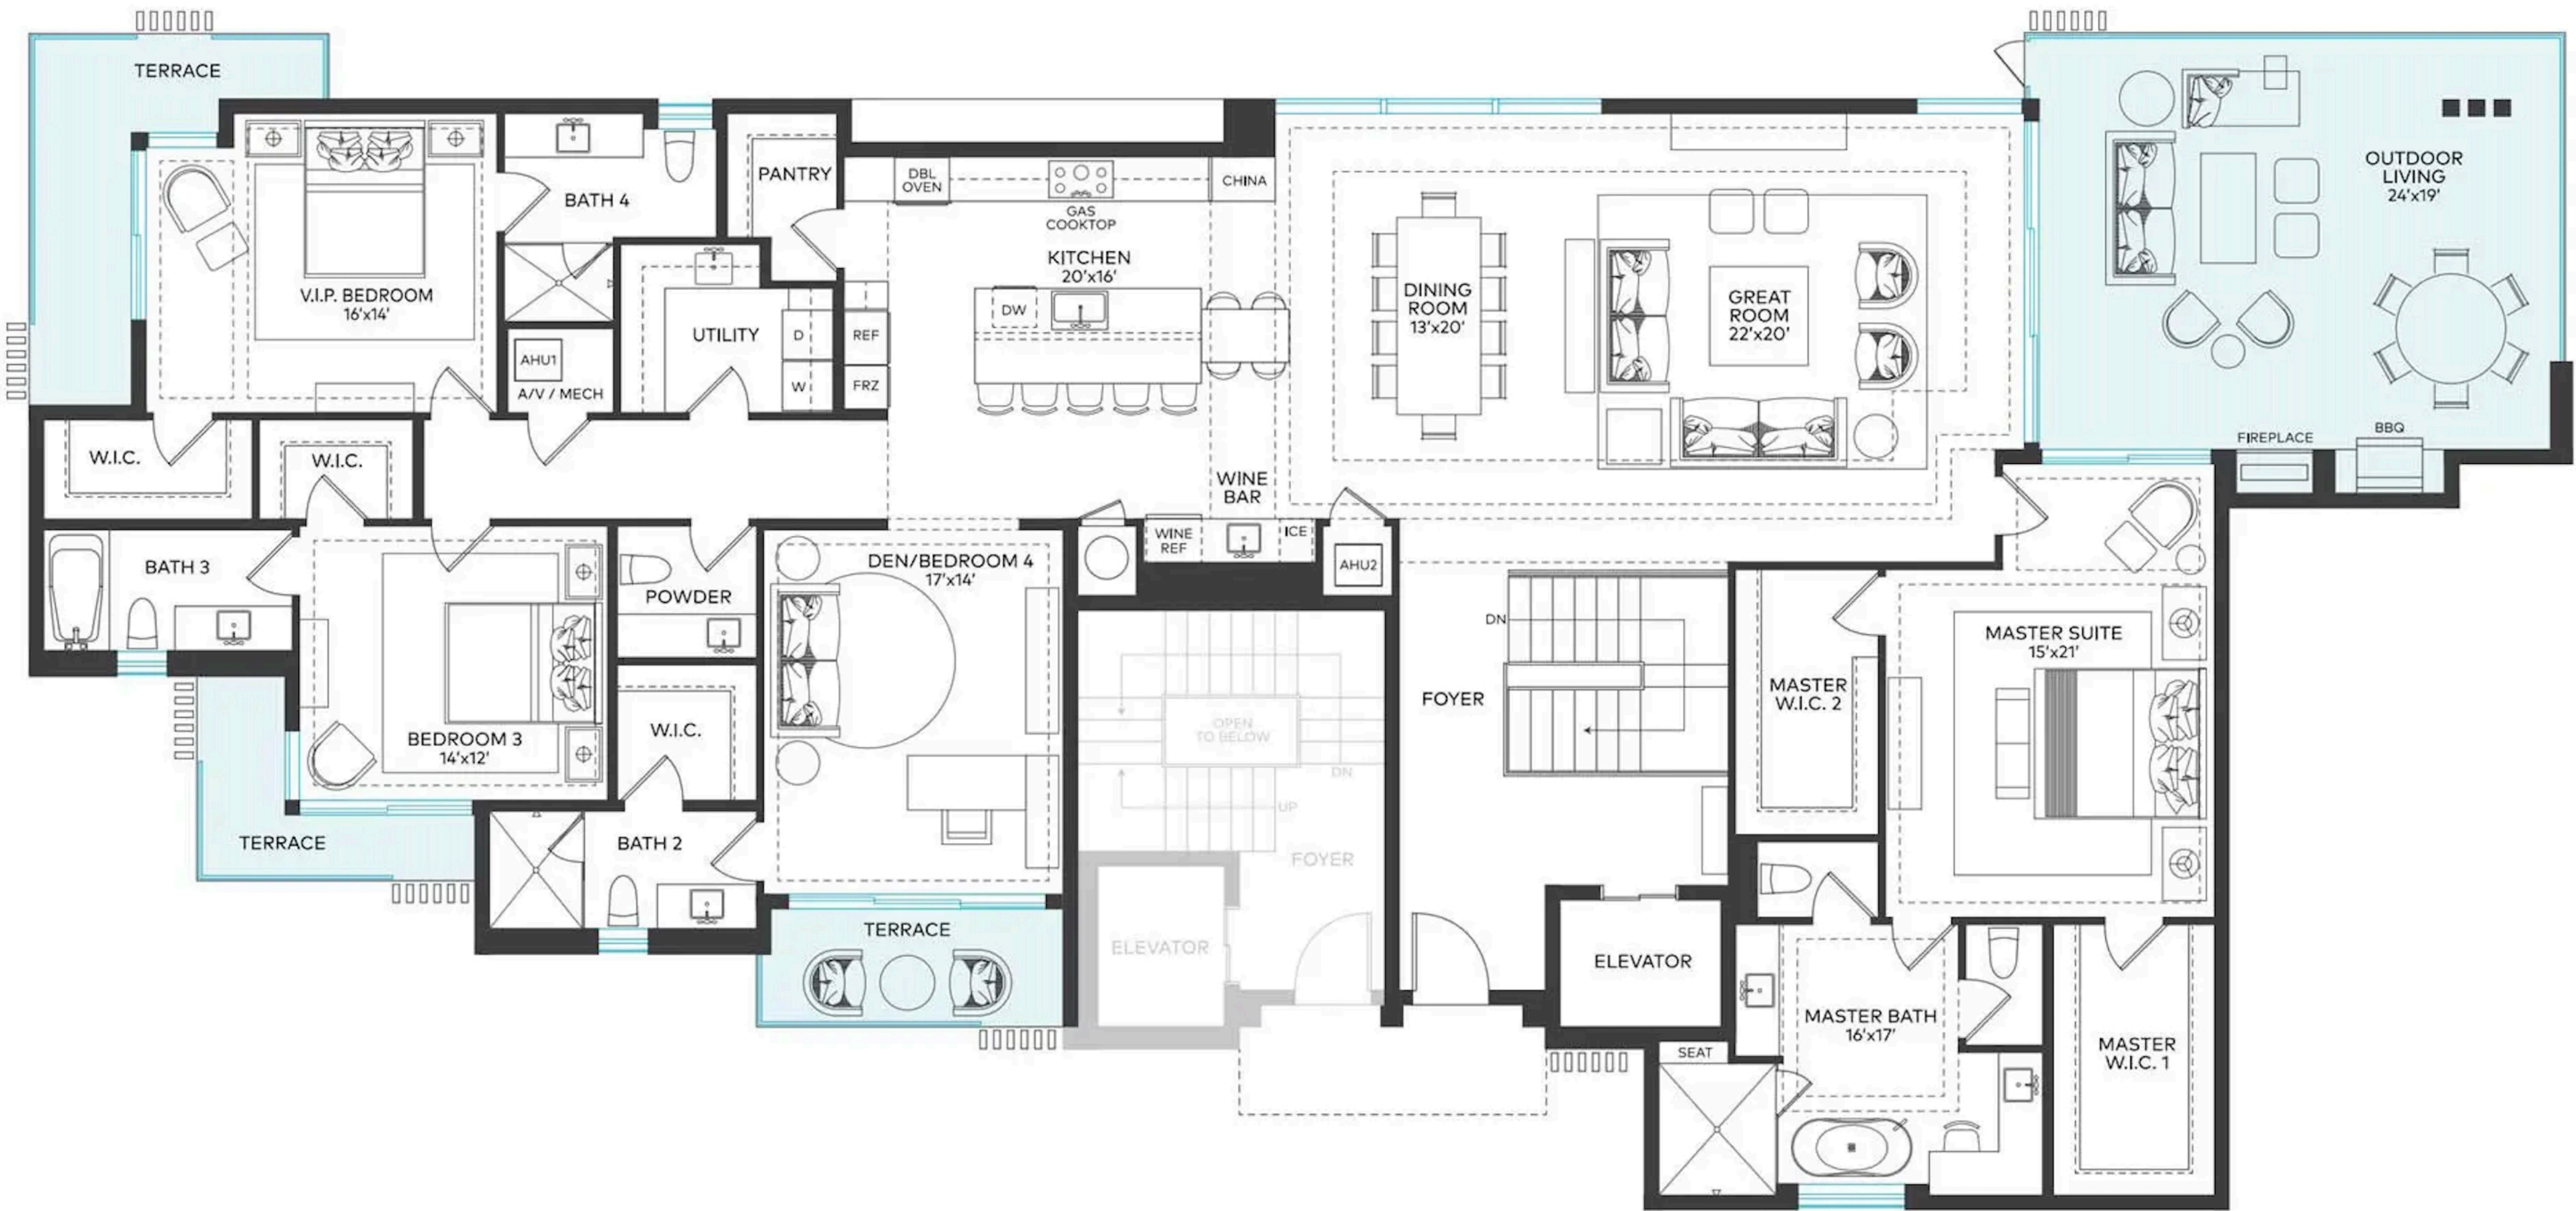 TERRACE
V.I.P. BEDROOM
16'x14'
BATH 4
PANTRY
DBL
OVEN
GAS
COOKTOP
CHINA
KITCHEN
20'x16'
DW
UTILITY
D
W
REF
FRZ
AHU1
A/V / MECH
DINING
ROOM
13'x20'
GREAT
ROOM
22'x20'
OUTDOOR
LIVING
24'x19'
FIREPLACE
BBQ
W.I.C.
W.I.C.
WINE
BAR
WINE
REF
ICE
AHU2
BATH 3
BEDROOM 3
14'x12'
POWDER
W.I.C.
DEN/BEDROOM 4
17'x14'
OPEN
TO BELOW
DN
UP
FOYER
ELEVATOR
DN
FOYER
ELEVATOR
MASTER
W.I.C. 2
MASTER SUITE
15'x21'
TERRACE
BATH 2
TERRACE
MASTER BATH
16'x17'
SEAT
MASTER
W.I.C. 1